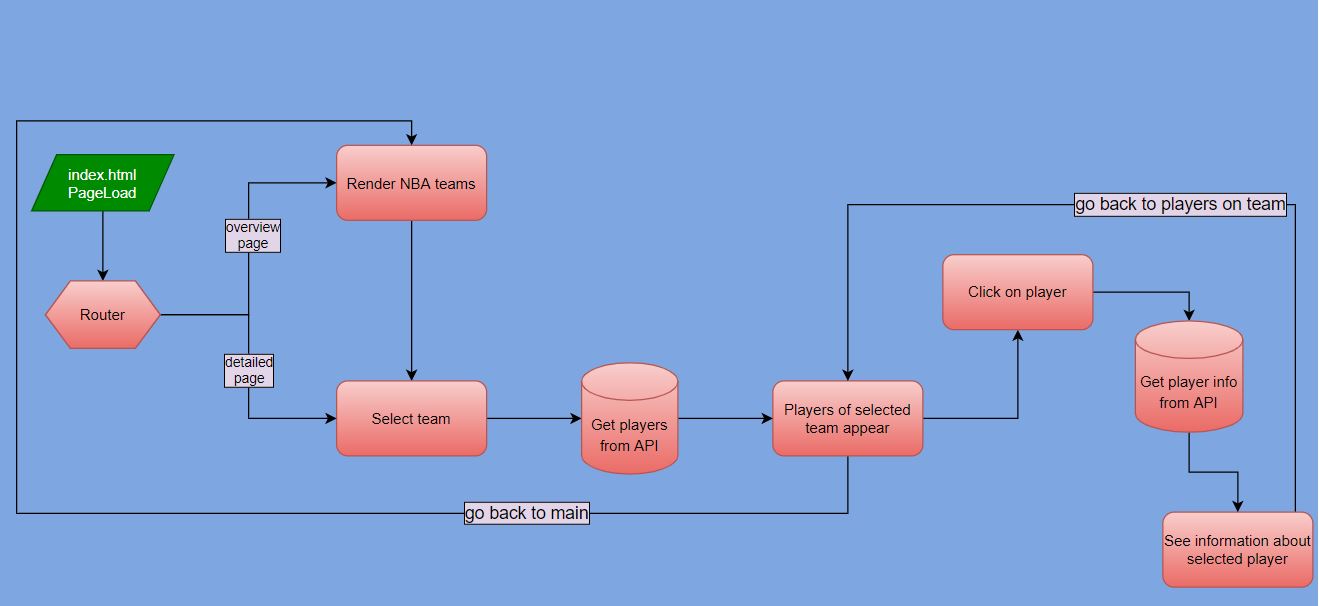 index.html
PageLoad
Router
overview
page
detailed
page
Render NBA teams
Select team
Get players
from API
Players of selected
team appear
go back to main
Click on player
go back to players on team
Get player info
from API
See information about
selected player